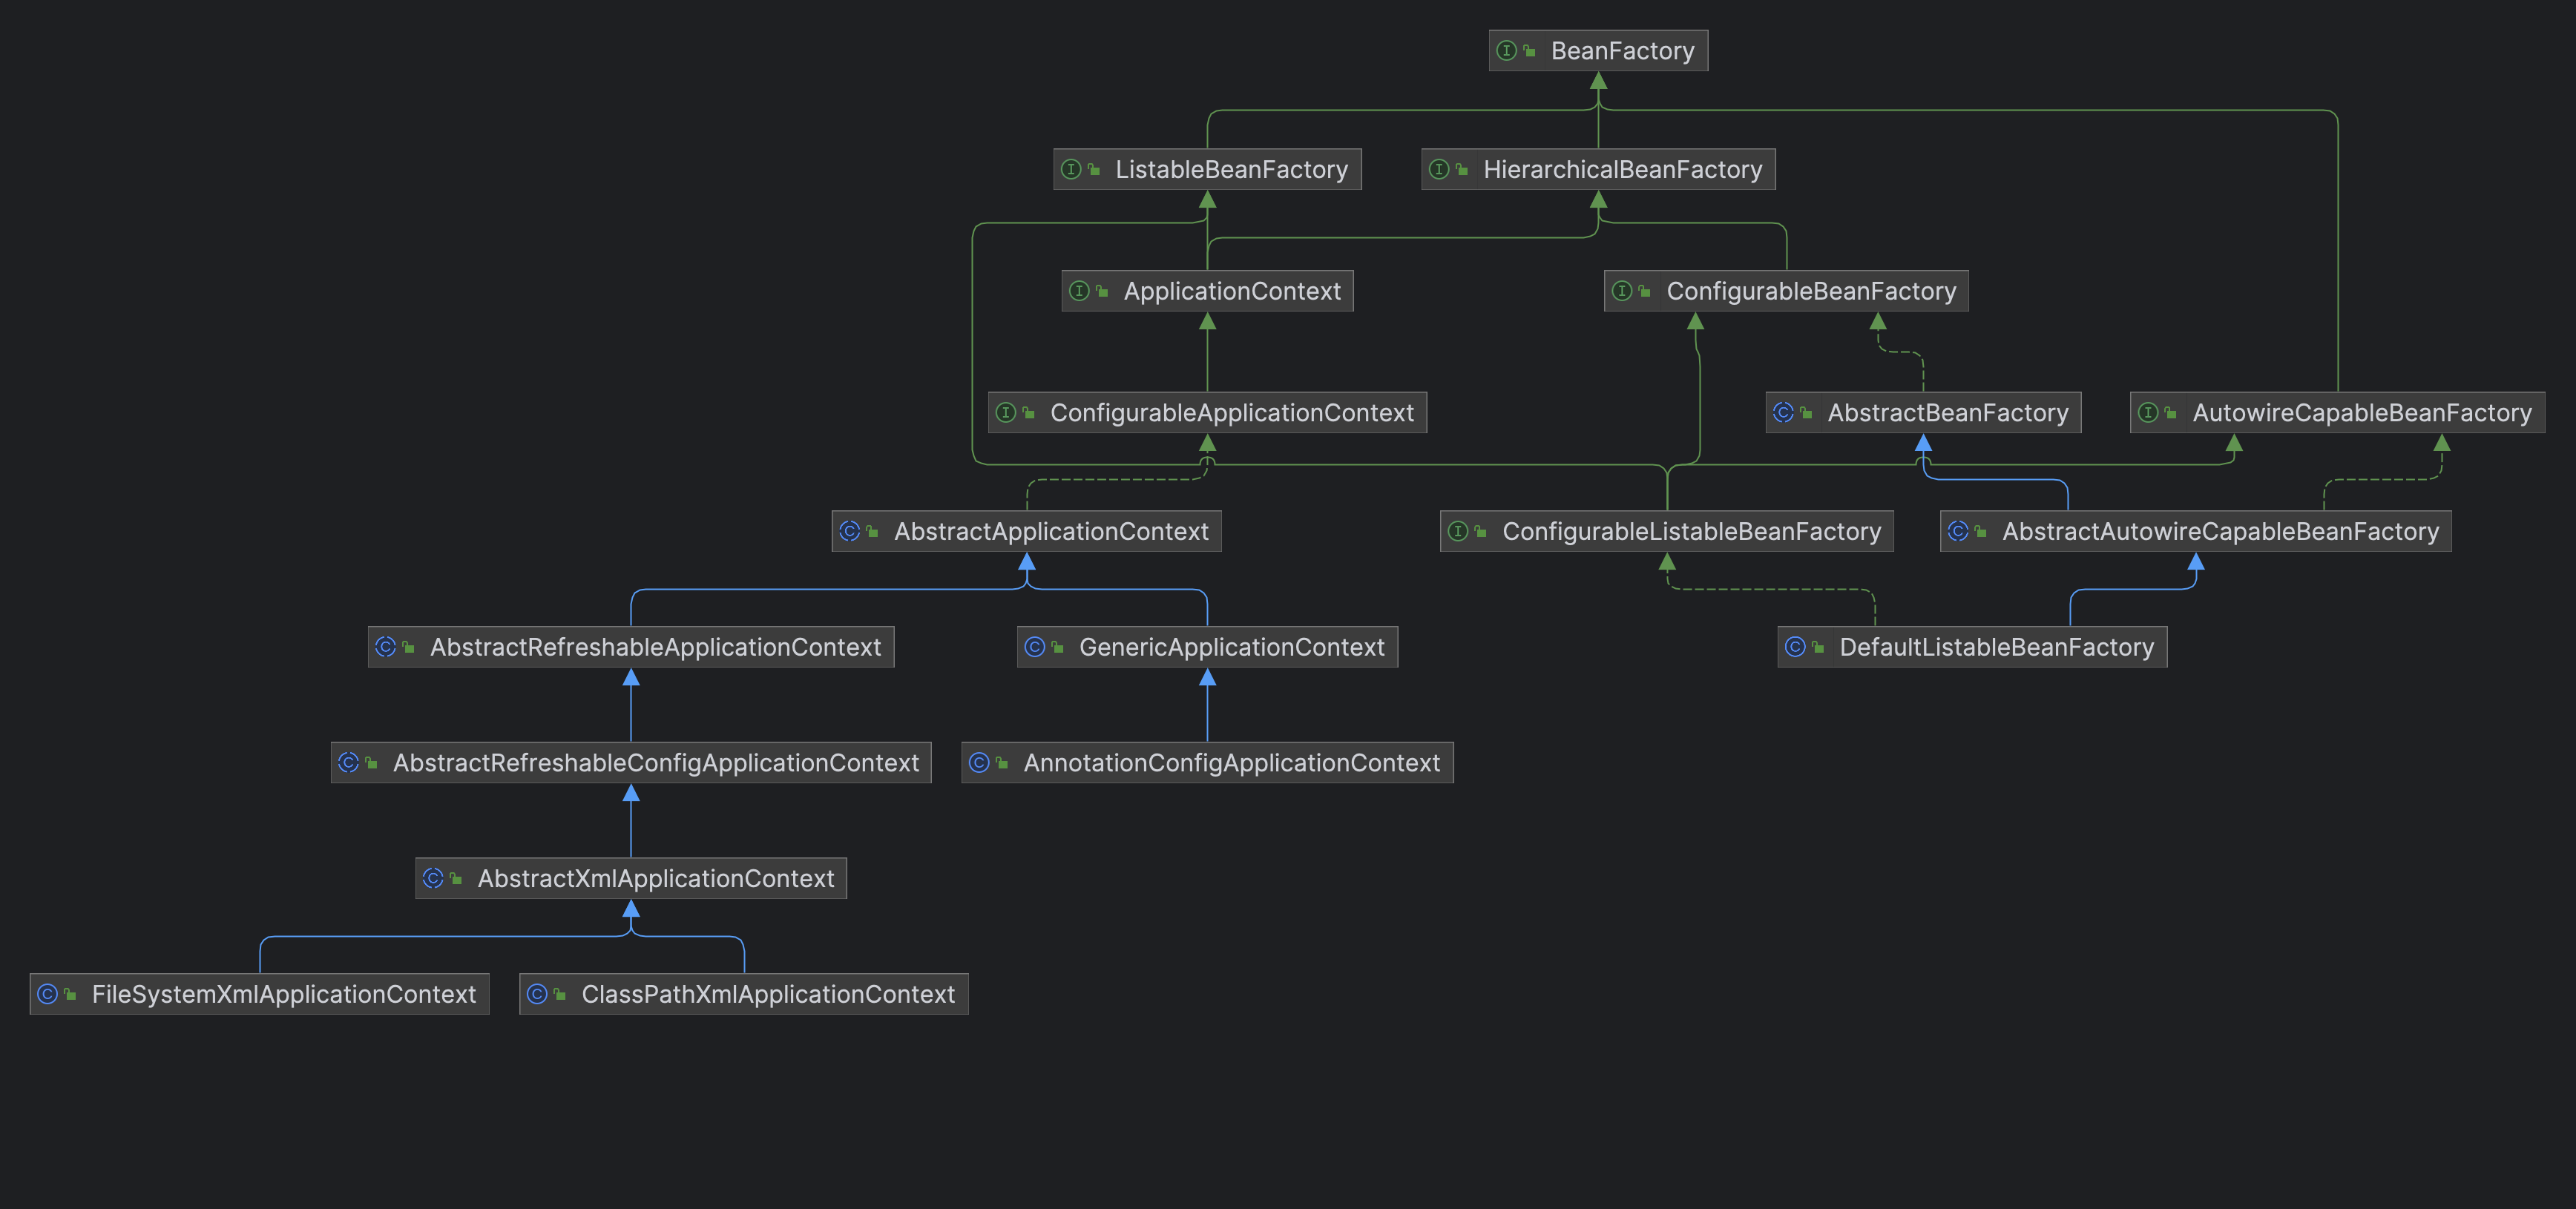 BeanFactory
ListableBeanFactory
HierarchicalBeanFactory
ApplicationContext
ConfigurableBeanFactory
ConfigurableApplicationContext
AbstractBeanFactory
AutowireCapableBeanFactory
AbstractApplicationContext
ConfigurableListableBeanFactory
AbstractAutowireCapableBeanFactory
AbstractRefreshableApplicationContext
GenericApplicationContext
DefaultListableBeanFactory
AbstractRefreshableConfigApplicationContext
AnnotationConfigApplicationContext
AbstractXmlApplicationContext
FileSystemXmlApplicationContext
ClassPathXmlApplicationContext